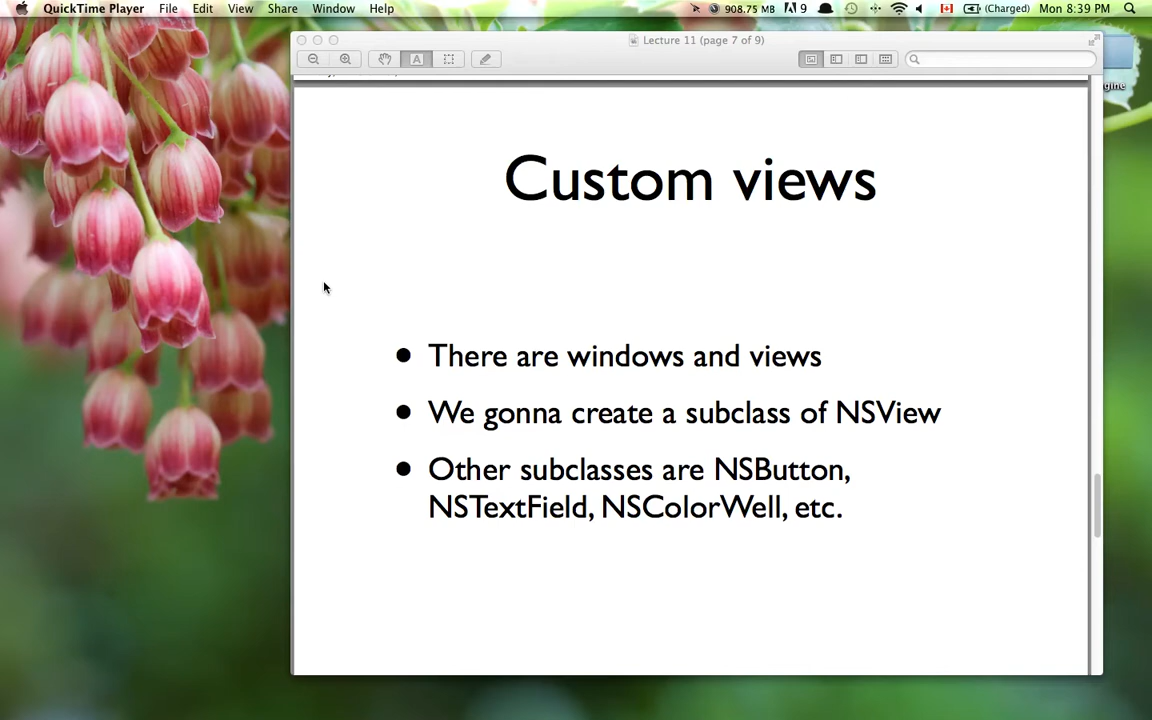 QuickTime Player File Edit View Share Window Help 908.75 MB 9 (Charged) Mon 8:39 PM
Lecture 11 (page 7 of 9)
gine
Custom views
• There are windows and views
• We gonna create a subclass of NSView
• Other subclasses are NSButton,
NSTextField, NSColorWell, etc.